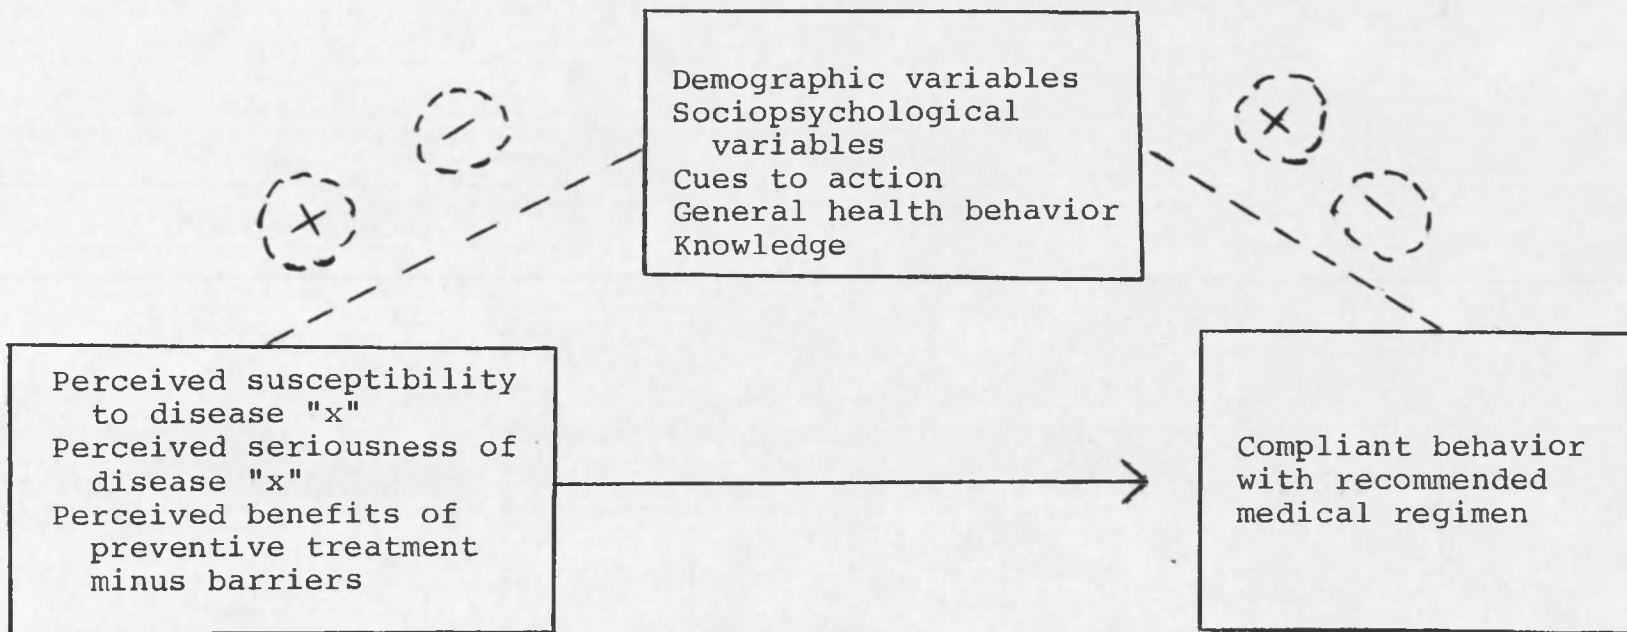 Demographic variables
Sociopsychological
variables
Cues to action
General health behavior
Knowledge
+
-
+
-
Perceived susceptibility
to disease "x"
Perceived seriousness of
disease "x"
Perceived benefits of
preventive treatment
minus barriers
Compliant behavior
with recommended
medical regimen